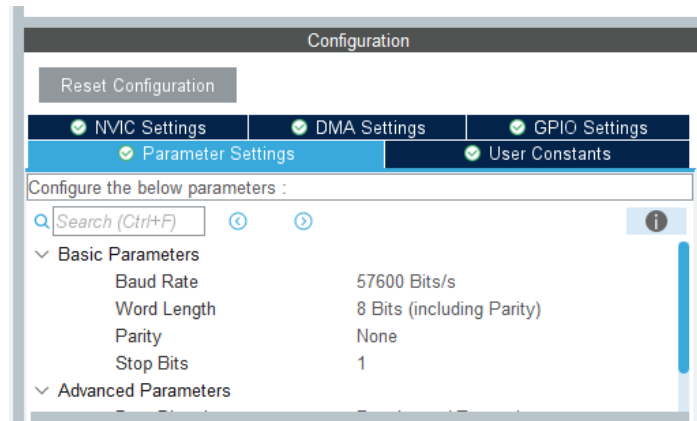 Configuration
Reset Configuration
NVIC Settings DMA Settings GPIO Settings
Parameter Settings User Constants
Configure the below parameters :
Search (Ctrl+F)
Basic Parameters
Baud Rate 57600 Bits/s
Word Length 8 Bits (including Parity)
Parity None
Stop Bits 1
Advanced Parameters